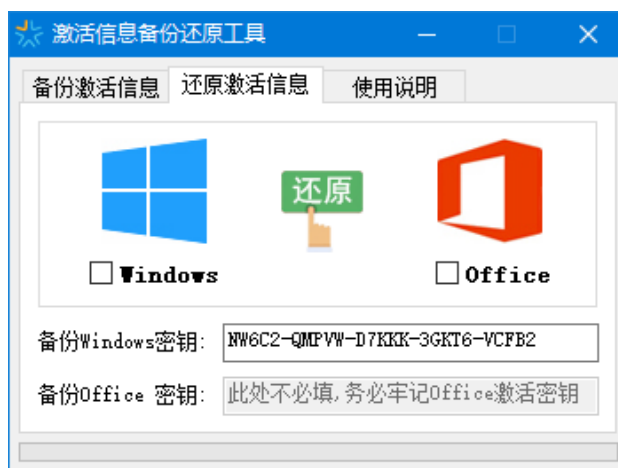 激活信息备份还原工具
备份激活信息 还原激活信息 使用说明
还原
Windows Office
备份Windows密钥: NW6C2-QMPVW-D7KKK-3GKT6-VCFB2
备份Office 密钥: 此处不必填,务必牢记Office激活密钥